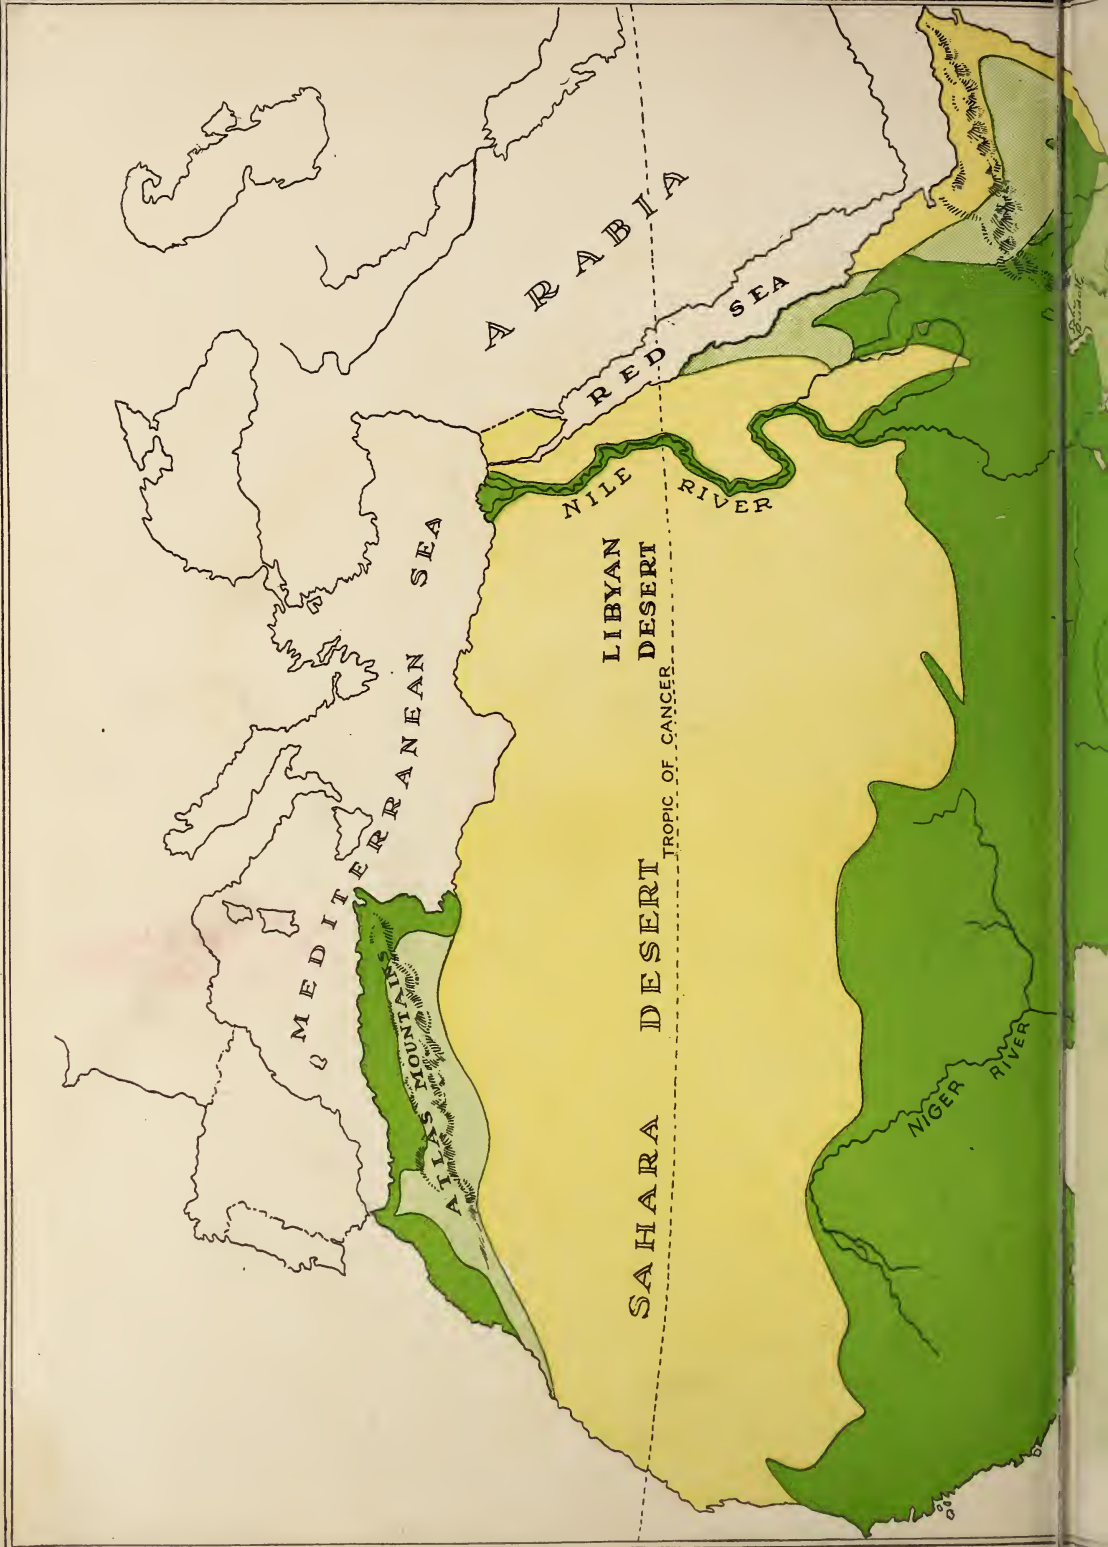 MEDITERRANEAN SEA
ARABIA
RED SEA
ATLAS MOUNTAINS
NILE RIVER
LIBYAN
DESERT
TROPIC OF CANCER
SAHARA DESERT
NIGER RIVER